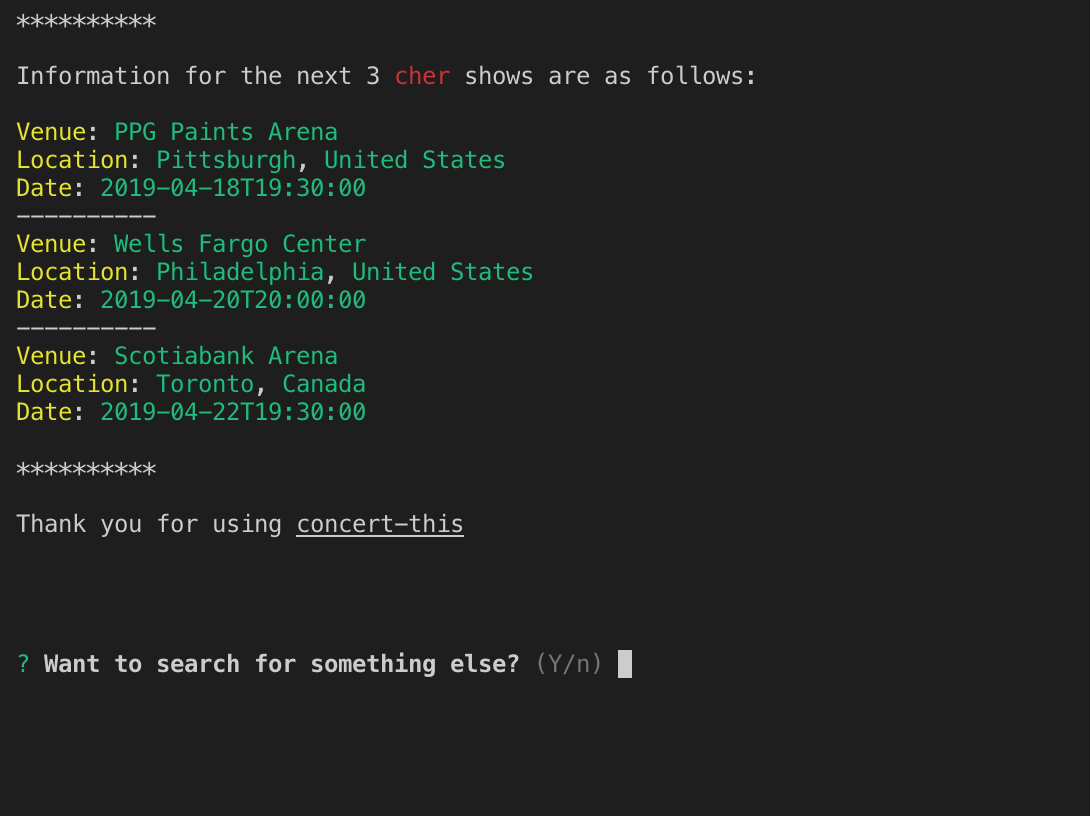 **********
Information for the next 3 cher shows are as follows:
Venue: PPG Paints Arena
Location: Pittsburgh, United States
Date: 2019-04-18T19:30:00
----------
Venue: Wells Fargo Center
Location: Philadelphia, United States
Date: 2019-04-20T20:00:00
----------
Venue: Scotiabank Arena
Location: Toronto, Canada
Date: 2019-04-22T19:30:00
**********
Thank you for using concert-this
? Want to search for something else? (Y/n)